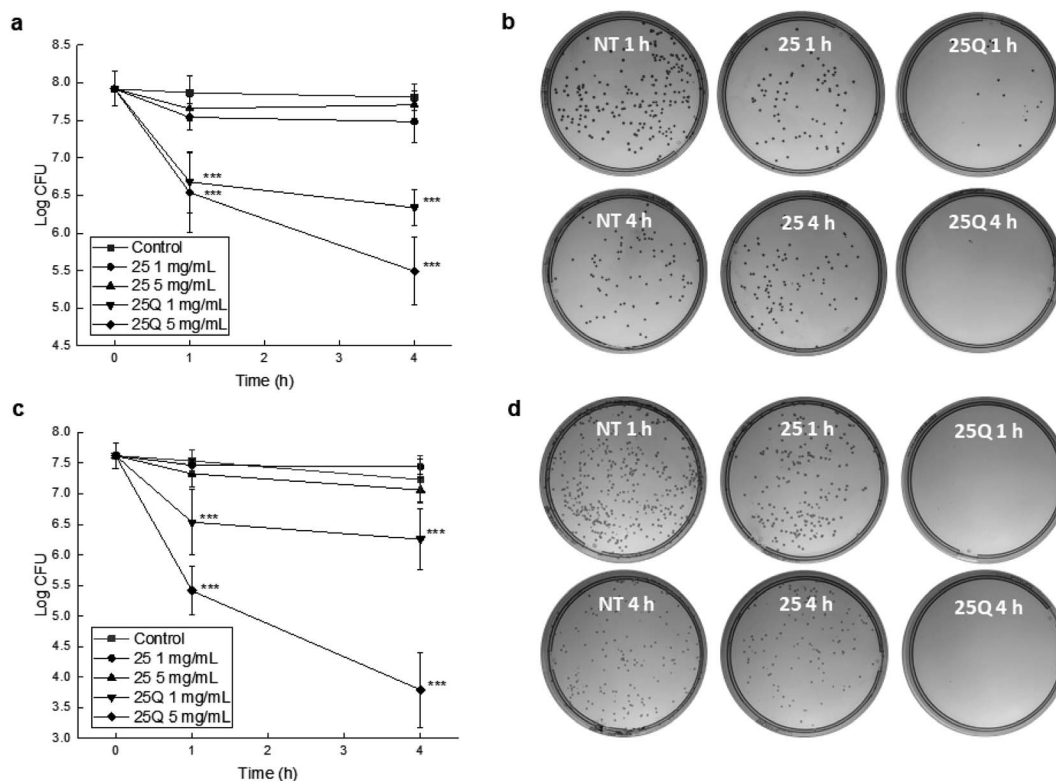 a
8.5
8.0
7.5
7.0
6.5
6.0
5.5
5.0
4.5
Log CFU
***
***
***
***
Control
25 1 mg/mL
25 5 mg/mL
25Q 1 mg/mL
25Q 5 mg/mL
0 1 2 3 4
Time (h)
b
NT 1 h
25 1 h
25Q 1 h
NT 4 h
25 4 h
25Q 4 h
c
8.0
7.5
7.0
6.5
6.0
5.5
5.0
4.5
4.0
3.5
3.0
Log CFU
***
***
***
***
Control
25 1 mg/mL
25 5 mg/mL
25Q 1 mg/mL
25Q 5 mg/mL
0 1 2 3 4
Time (h)
d
NT 1 h
25 1 h
25Q 1 h
NT 4 h
25 4 h
25Q 4 h